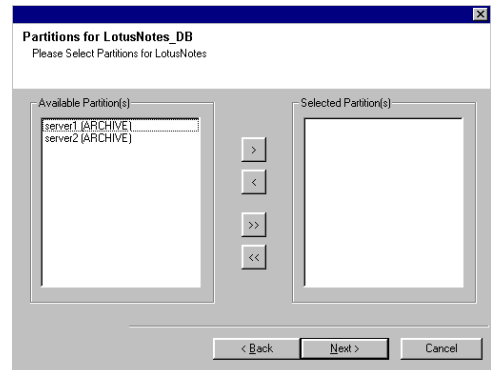 Partitions for LotusNotes_DB
Please Select Partitions for LotusNotes
Available Partition(s)
server1 (ARCHIVE)
server2 (ARCHIVE)
>
<
>>
<<
Selected Partition(s)
< Back
Next >
Cancel